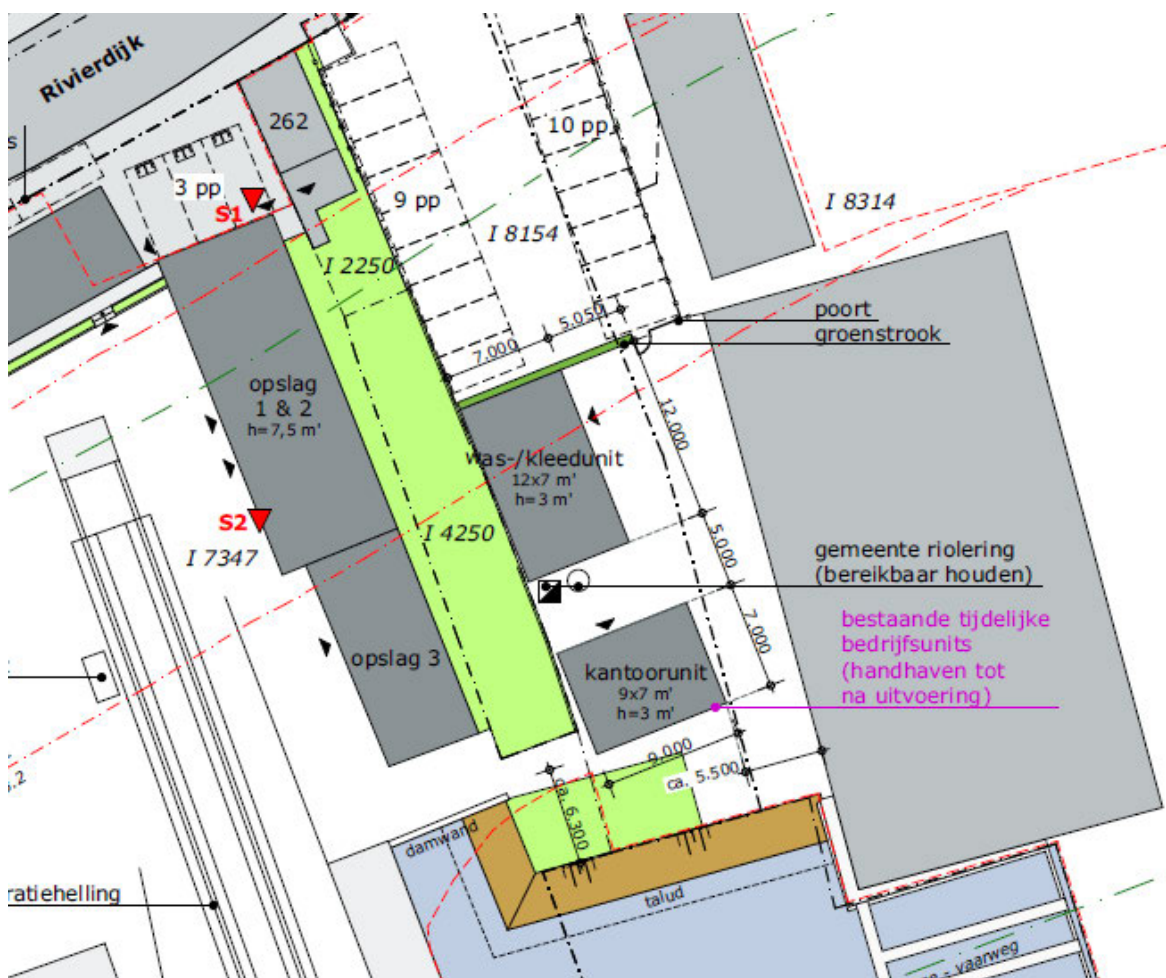 Rivierdijk
s
262
3 pp
S1
9 pp
10 pp
I 8154
I 8314
I 2250
poort
groenstrook
5.050
7.000
opslag
1 & 2
h=7,5 m'
12.000
was-/kleedunit
12x7 m'
h=3 m'
S2
I 7347
I 4250
5.000
gemeente riolering
(bereikbaar houden)
7.000
bestaande tijdelijke
bedrijfsunits
(handhaven tot
na uitvoering)
opslag 3
kantoorunit
9x7 m'
h=3 m'
9.000
ca. 5.500
ca. 6.300
damwand
talud
ratiehelling
- vaarweg